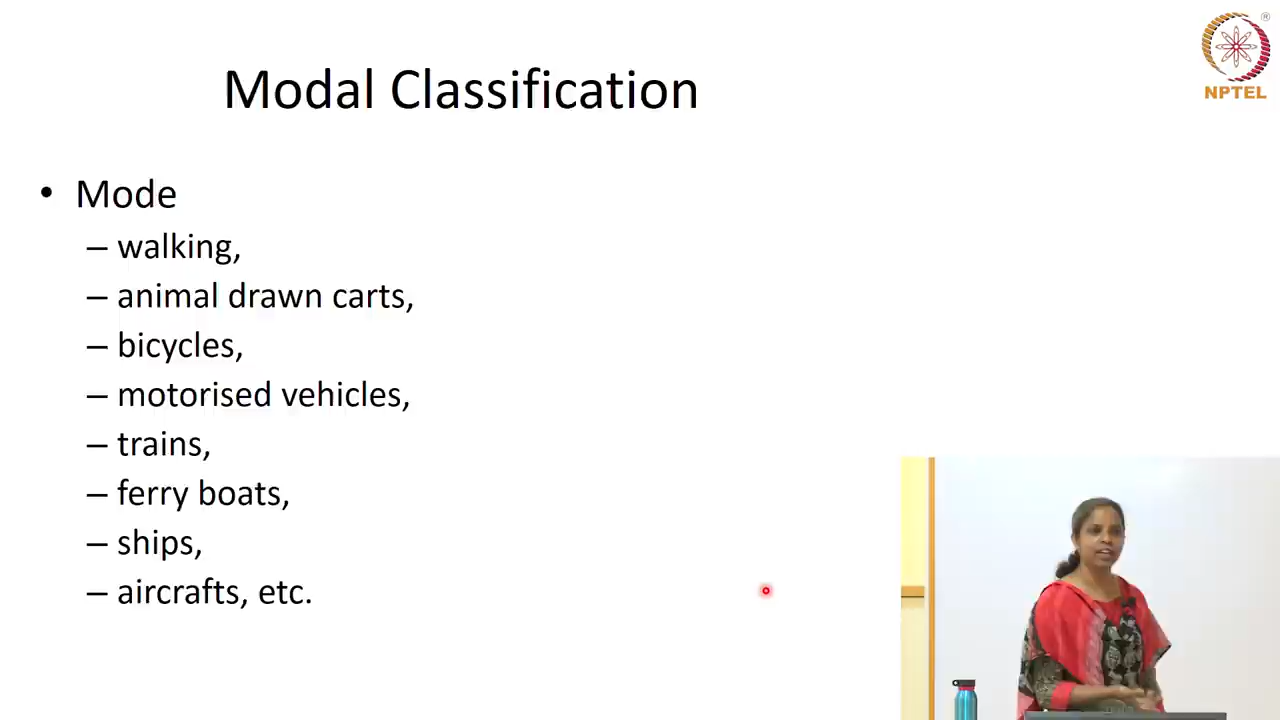 Modal Classification
NPTEL
• Mode
– walking,
– animal drawn carts,
– bicycles,
– motorised vehicles,
– trains,
– ferry boats,
– ships,
– aircrafts, etc.